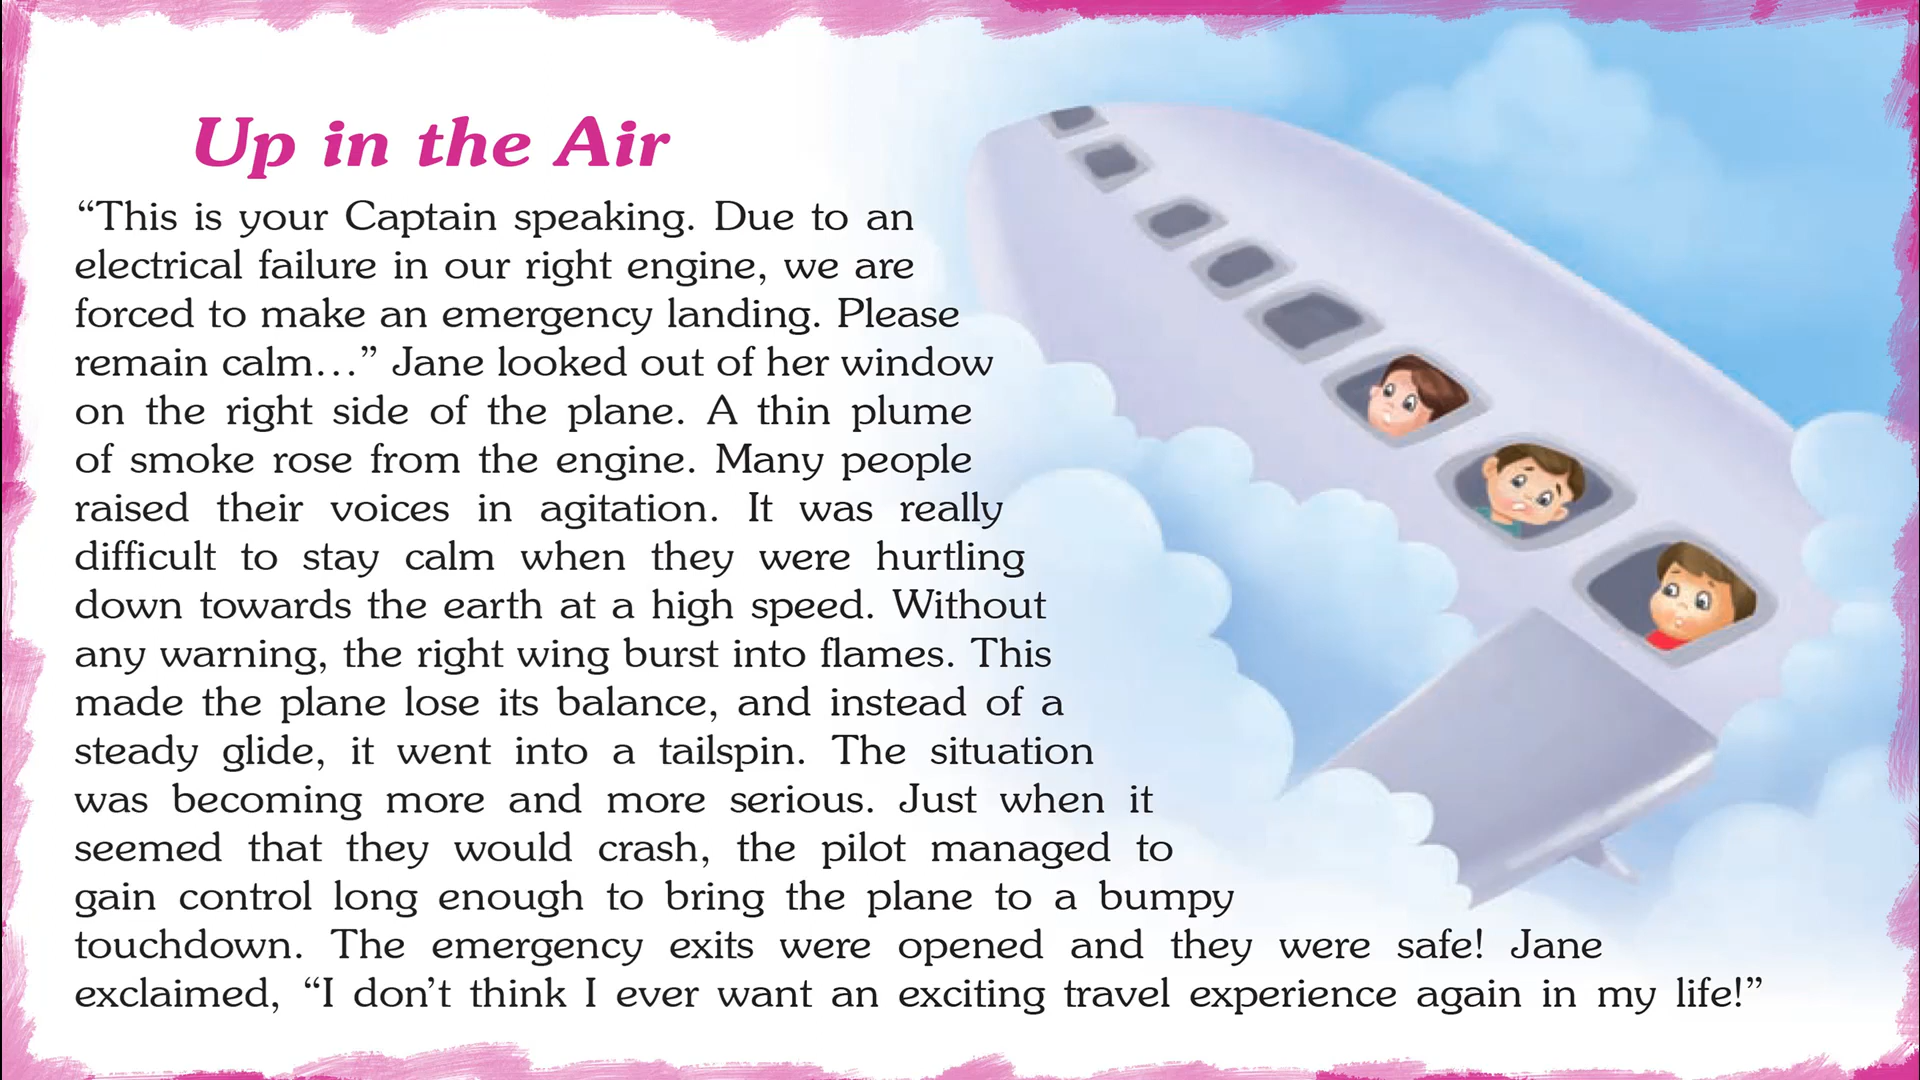 Up in the Air
“This is your Captain speaking. Due to an
electrical failure in our right engine, we are
forced to make an emergency landing. Please
remain calm...” Jane looked out of her window
on the right side of the plane. A thin plume
of smoke rose from the engine. Many people
raised their voices in agitation. It was really
difficult to stay calm when they were hurtling
down towards the earth at a high speed. Without
any warning, the right wing burst into flames. This
made the plane lose its balance, and instead of a
steady glide, it went into a tailspin. The situation
was becoming more and more serious. Just when it
seemed that they would crash, the pilot managed to
gain control long enough to bring the plane to a bumpy
touchdown. The emergency exits were opened and they were safe! Jane
exclaimed, “I don’t think I ever want an exciting travel experience again in my life!”